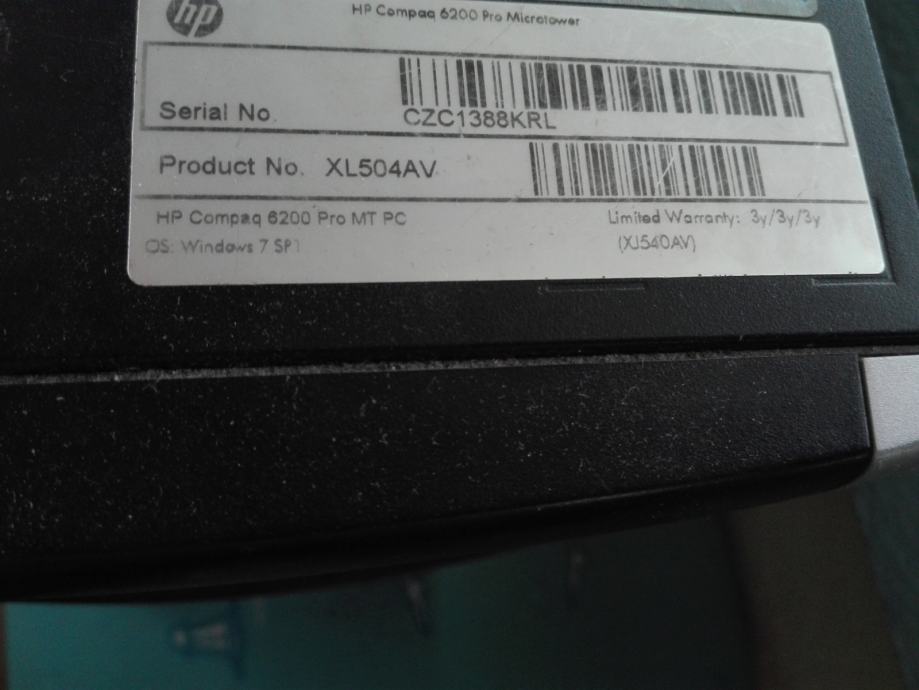 hp
HP Compaq 6200 Pro Microtower
Serial No.
CZC1388KRL
Product No. XL504AV
HP Compaq 6200 Pro MT PC
Limited Warranty: 3y/3y/3y
OS: Windows 7 SP1
(XJ540AV)